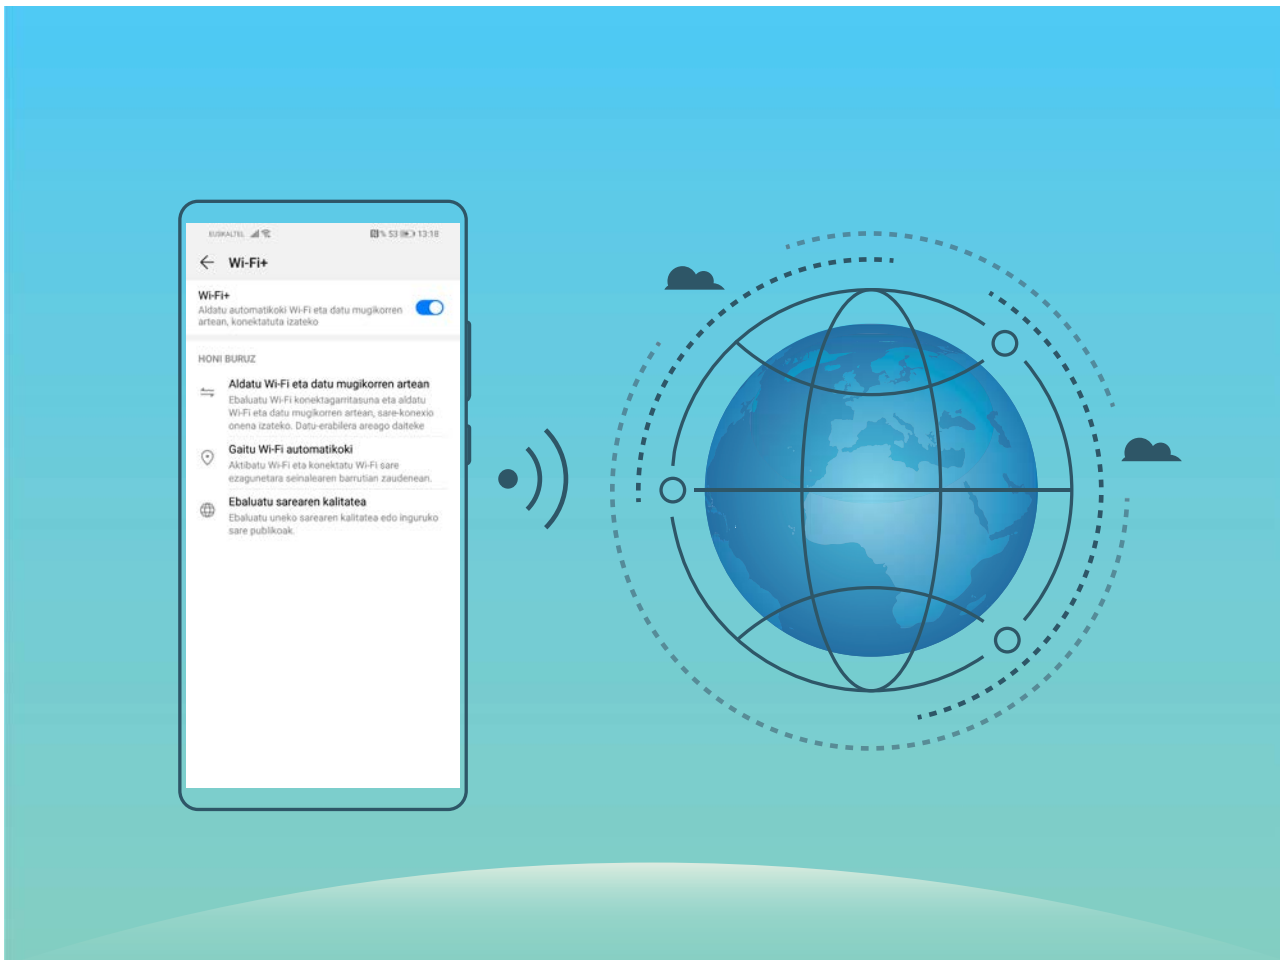 EUSKALTEL
% 53 13:18
Wi-Fi+
Wi-Fi+
Aldatu automatikoki Wi-Fi eta datu mugikorren
artean, konektatuta izateko
HONI BURUZ
Aldatu Wi-Fi eta datu mugikorren artean
Ebaluatu Wi-Fi konektagarritasuna eta aldatu
Wi-Fi eta datu mugikorren artean, sare-konexio
onena izateko. Datu-erabilera areago daiteke
Gaitu Wi-Fi automatikoki
Aktibatu Wi-Fi eta konektatu Wi-Fi sare
ezagunetara seinalearen barrutian zaudenean.
Ebaluatu sarearen kalitatea
Ebaluatu uneko sarearen kalitatea edo inguruko
sare publikoak.